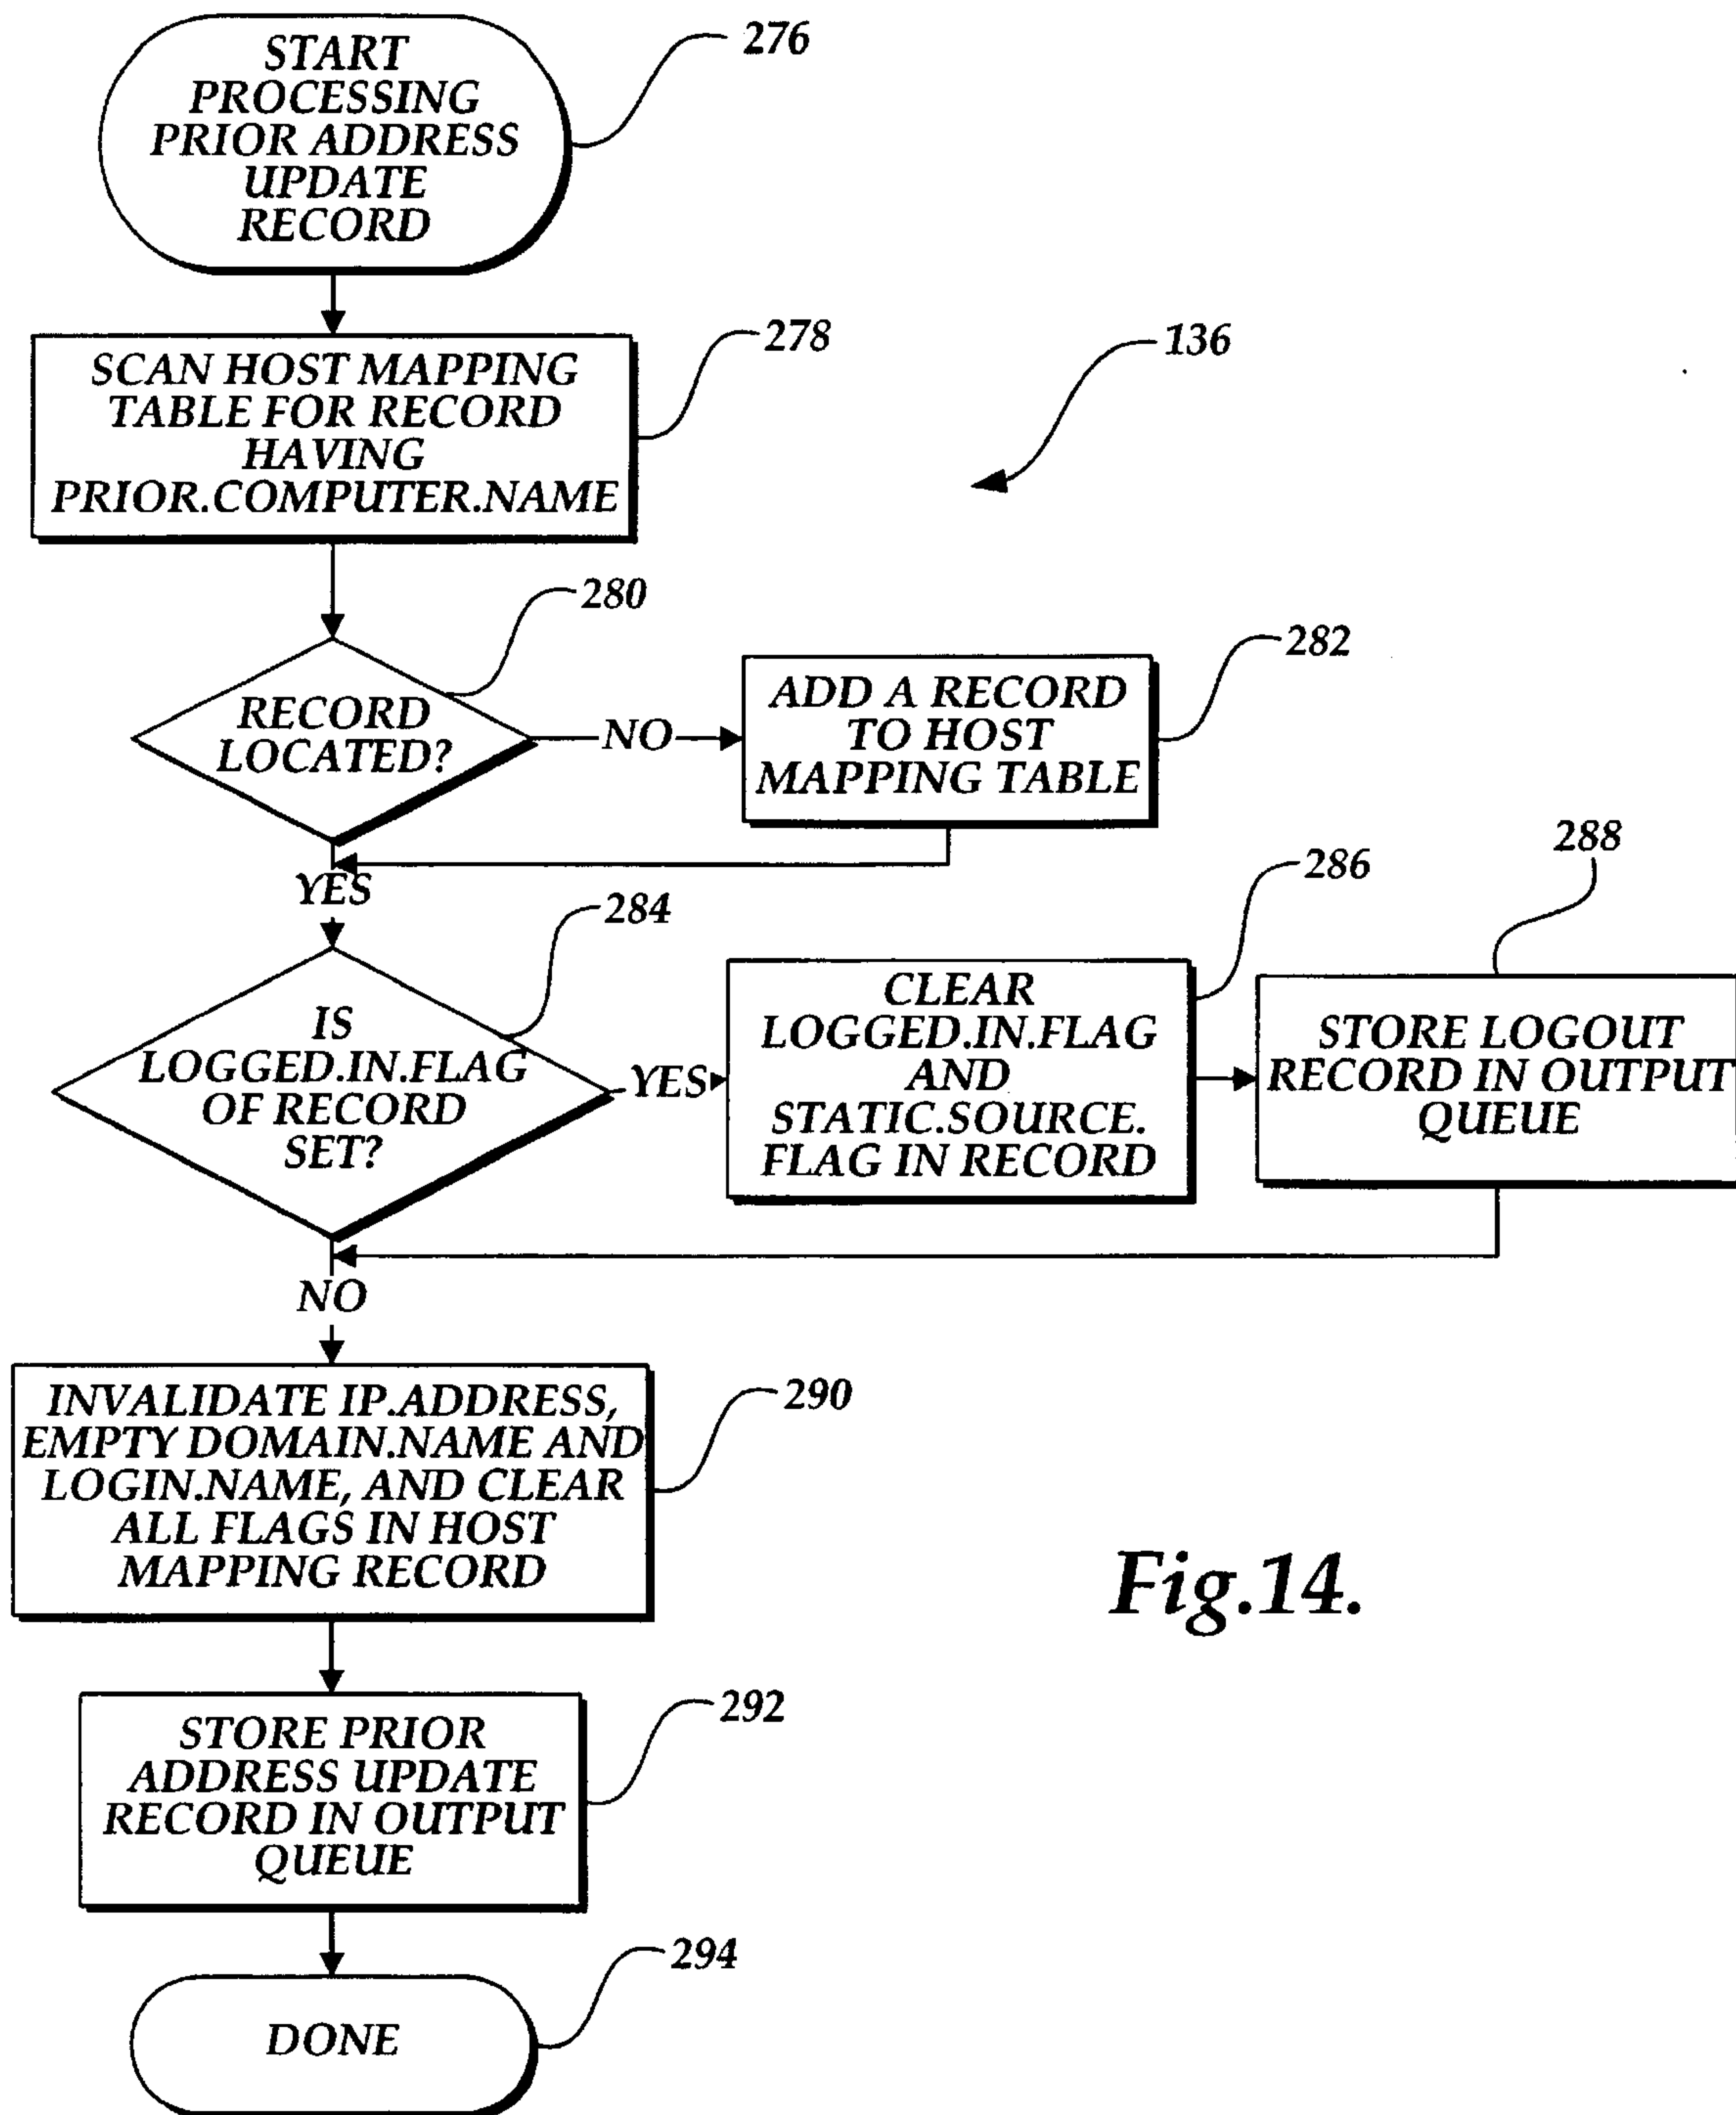 START
PROCESSING
PRIOR ADDRESS
UPDATE
RECORD
276
SCAN HOST MAPPING
TABLE FOR RECORD
HAVING
PRIOR.COMPUTER.NAME
278
136
RECORD
LOCATED?
280
NO
ADD A RECORD
TO HOST
MAPPING TABLE
282
YES
IS
LOGGED.IN.FLAG
OF RECORD
SET?
284
YES
CLEAR
LOGGED.IN.FLAG
AND
STATIC.SOURCE.
FLAG IN RECORD
286
STORE LOGOUT
RECORD IN OUTPUT
QUEUE
288
NO
INVALIDATE IP.ADDRESS,
EMPTY DOMAIN.NAME AND
LOGIN.NAME, AND CLEAR
ALL FLAGS IN HOST
MAPPING RECORD
290
STORE PRIOR
ADDRESS UPDATE
RECORD IN OUTPUT
QUEUE
292
DONE
294
Fig.14.